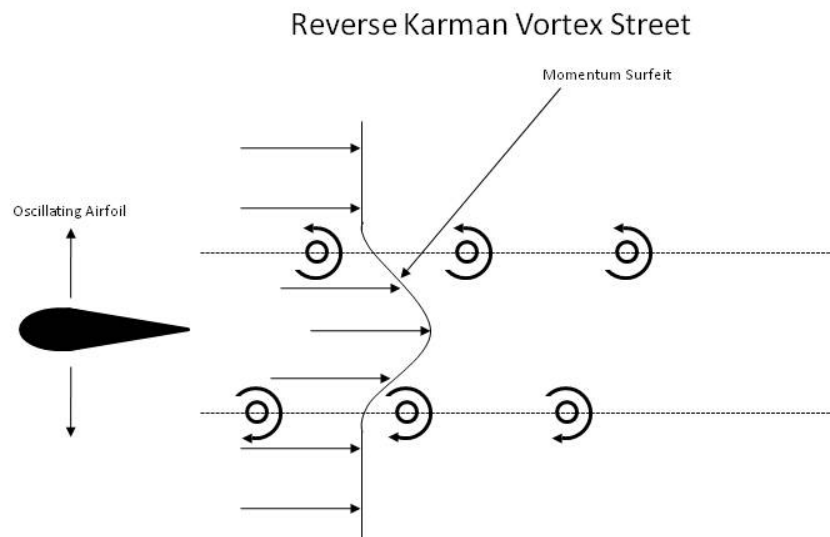 Reverse Karman Vortex Street
Momentum Surfeit
Oscillating Airfoil